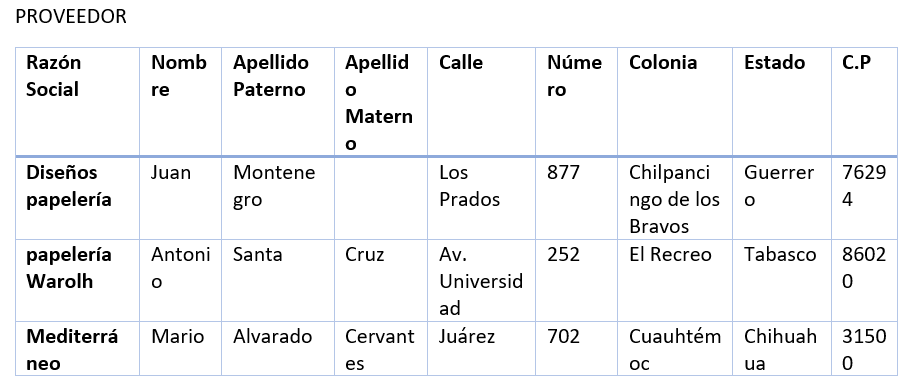 PROVEEDOR
Razón Social | Nombre | Apellido Paterno | Apellido Materno | Calle | Número | Colonia | Estado | C.P
Diseños papelería | Juan | Montenegro | | Los Prados | 877 | Chilpancingo de los Bravos | Guerrero | 76294
papelería Warolh | Antonio | Santa | Cruz | Av. Universidad | 252 | El Recreo | Tabasco | 86020
Mediterráneo | Mario | Alvarado | Cervantes | Juárez | 702 | Cuauhtémoc | Chihuahua | 31500